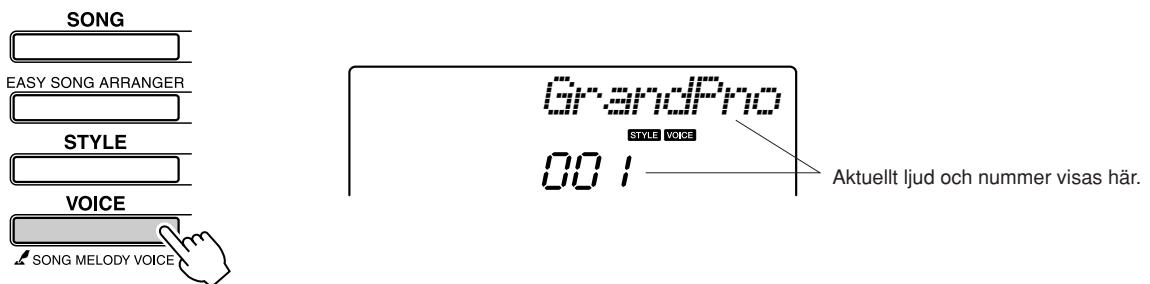 SONG
EASY SONG ARRANGER
STYLE
VOICE
SONG MELODY VOICE
GrandPno
STYLE VOICE
001
Aktuellt ljud och nummer visas här.